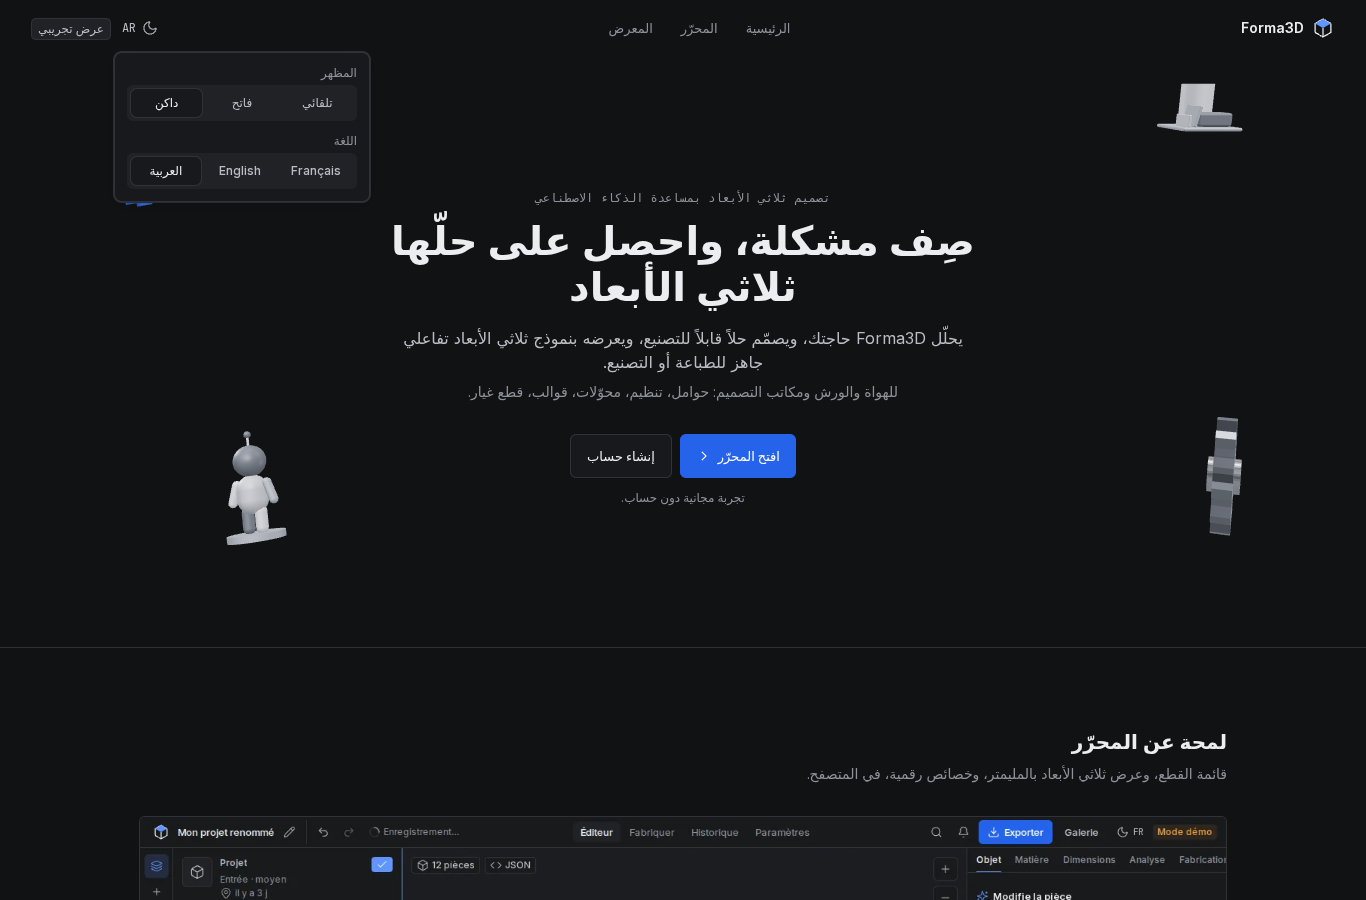 Forma3D
الرئيسية
المحرّر
المعرض
AR
عرض تجريبي
المظهر
تلقائي
فاتح
داكن
اللغة
Français
English
العربية
تصميم ثلاثي الأبعاد بمساعدة الذكاء الاصطناعي
صِف مشكلة، واحصل على حلّها
ثلاثي الأبعاد
يحلّل Forma3D حاجتك، ويصمّم حلاً قابلاً للتصنيع، ويعرضه بنموذج ثلاثي الأبعاد تفاعلي
جاهز للطباعة أو التصنيع.
للهواة والورش ومكاتب التصميم: حوامل، تنظيم، محوّلات، قوالب، قطع غيار.
افتح المحرّر
إنشاء حساب
تجربة مجانية دون حساب.
لمحة عن المحرّر
قائمة القطع، وعرض ثلاثي الأبعاد بالمليمتر، وخصائص رقمية، في المتصفح.
Mon projet renommé
Enregistrement...
Éditeur
Fabriquer
Historique
Paramètres
Exporter
Galerie
FR
Mode démo
Projet
Entrée · moyen
il y a 3 j
12 pièces
JSON
Objet
Matière
Dimensions
Analyse
Fabrication
Modifie la pièce